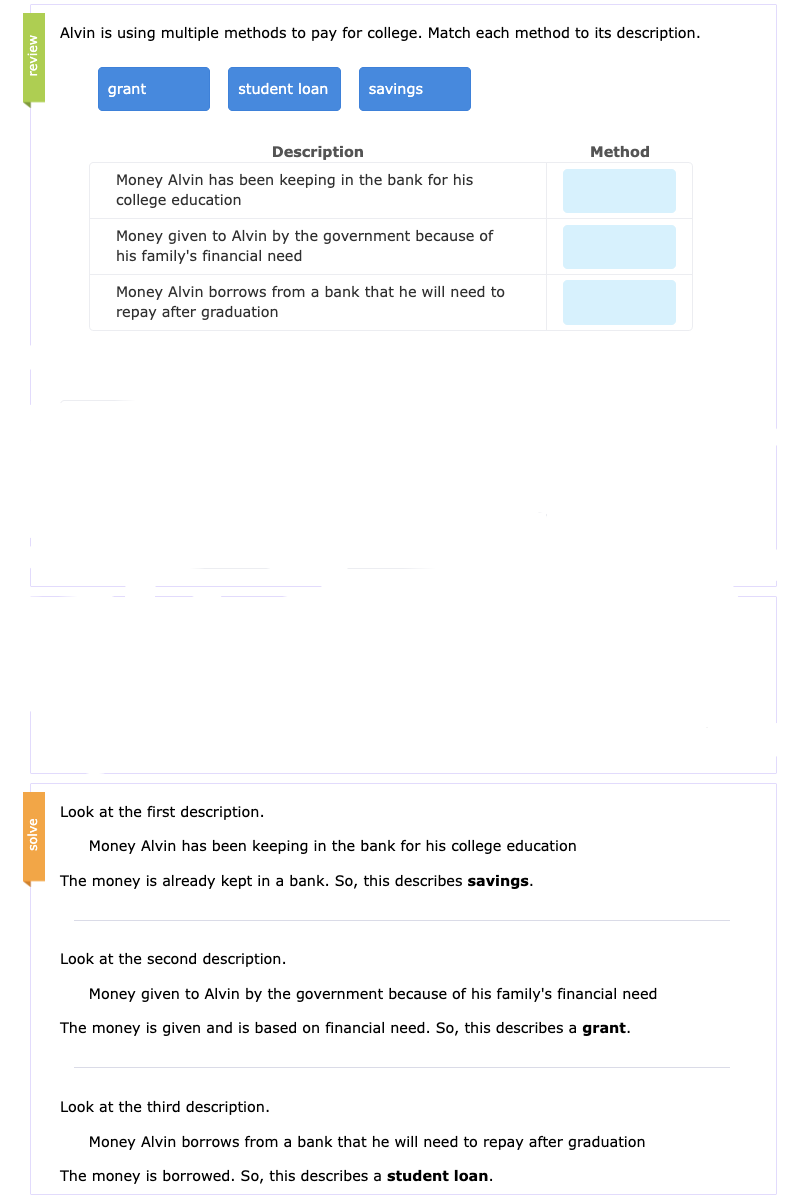 review
Alvin is using multiple methods to pay for college. Match each method to its description.
grant
student loan
savings
Description
Method
Money Alvin has been keeping in the bank for his
college education
Money given to Alvin by the government because of
his family's financial need
Money Alvin borrows from a bank that he will need to
repay after graduation
solve
Look at the first description.
Money Alvin has been keeping in the bank for his college education
The money is already kept in a bank. So, this describes savings.
Look at the second description.
Money given to Alvin by the government because of his family's financial need
The money is given and is based on financial need. So, this describes a grant.
Look at the third description.
Money Alvin borrows from a bank that he will need to repay after graduation
The money is borrowed. So, this describes a student loan.